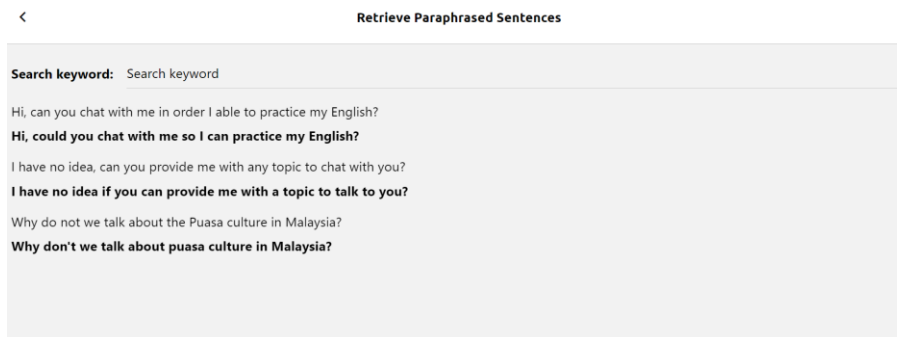 Retrieve Paraphrased Sentences
Search keyword: Search keyword
Hi, can you chat with me in order I able to practice my English?
Hi, could you chat with me so I can practice my English?
I have no idea, can you provide me with any topic to chat with you?
I have no idea if you can provide me with a topic to talk to you?
Why do not we talk about the Puasa culture in Malaysia?
Why don't we talk about puasa culture in Malaysia?